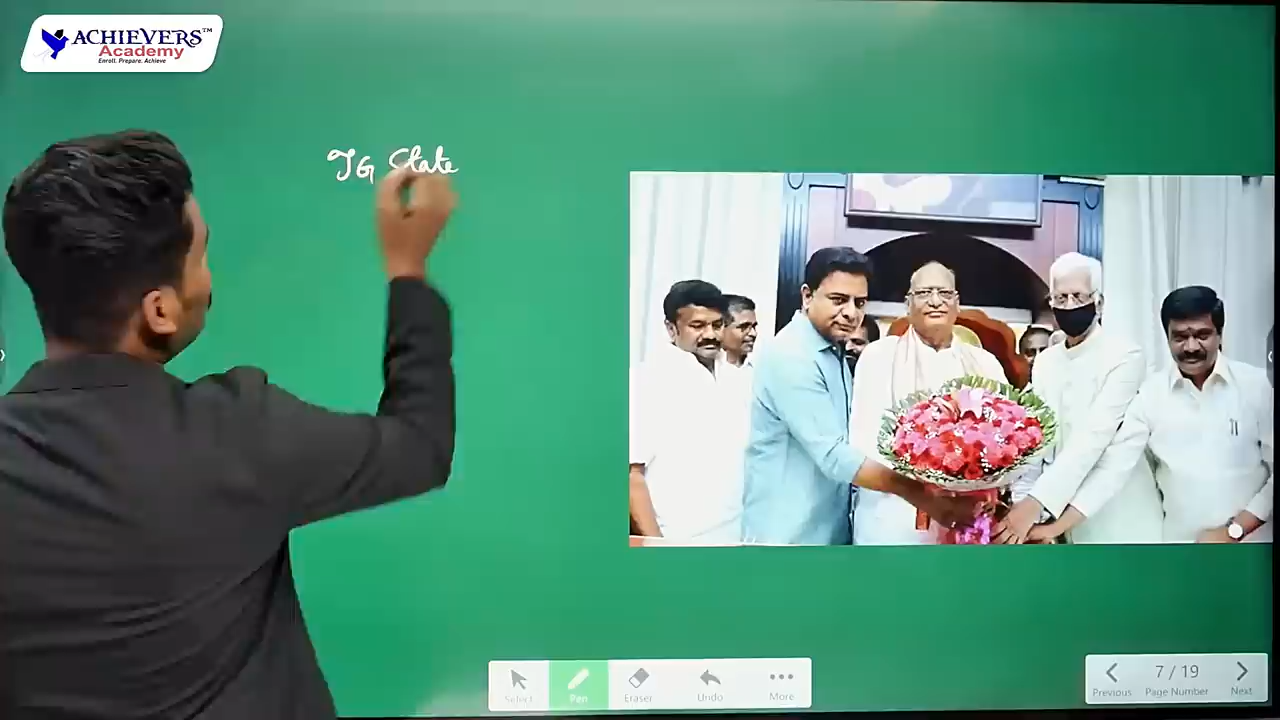 ACHIEVERS™
Academy
Enroll. Prepare. Achieve
TG State
Select
Pen
Eraser
Undo
More
Previous
7 / 19
Page Number
Next